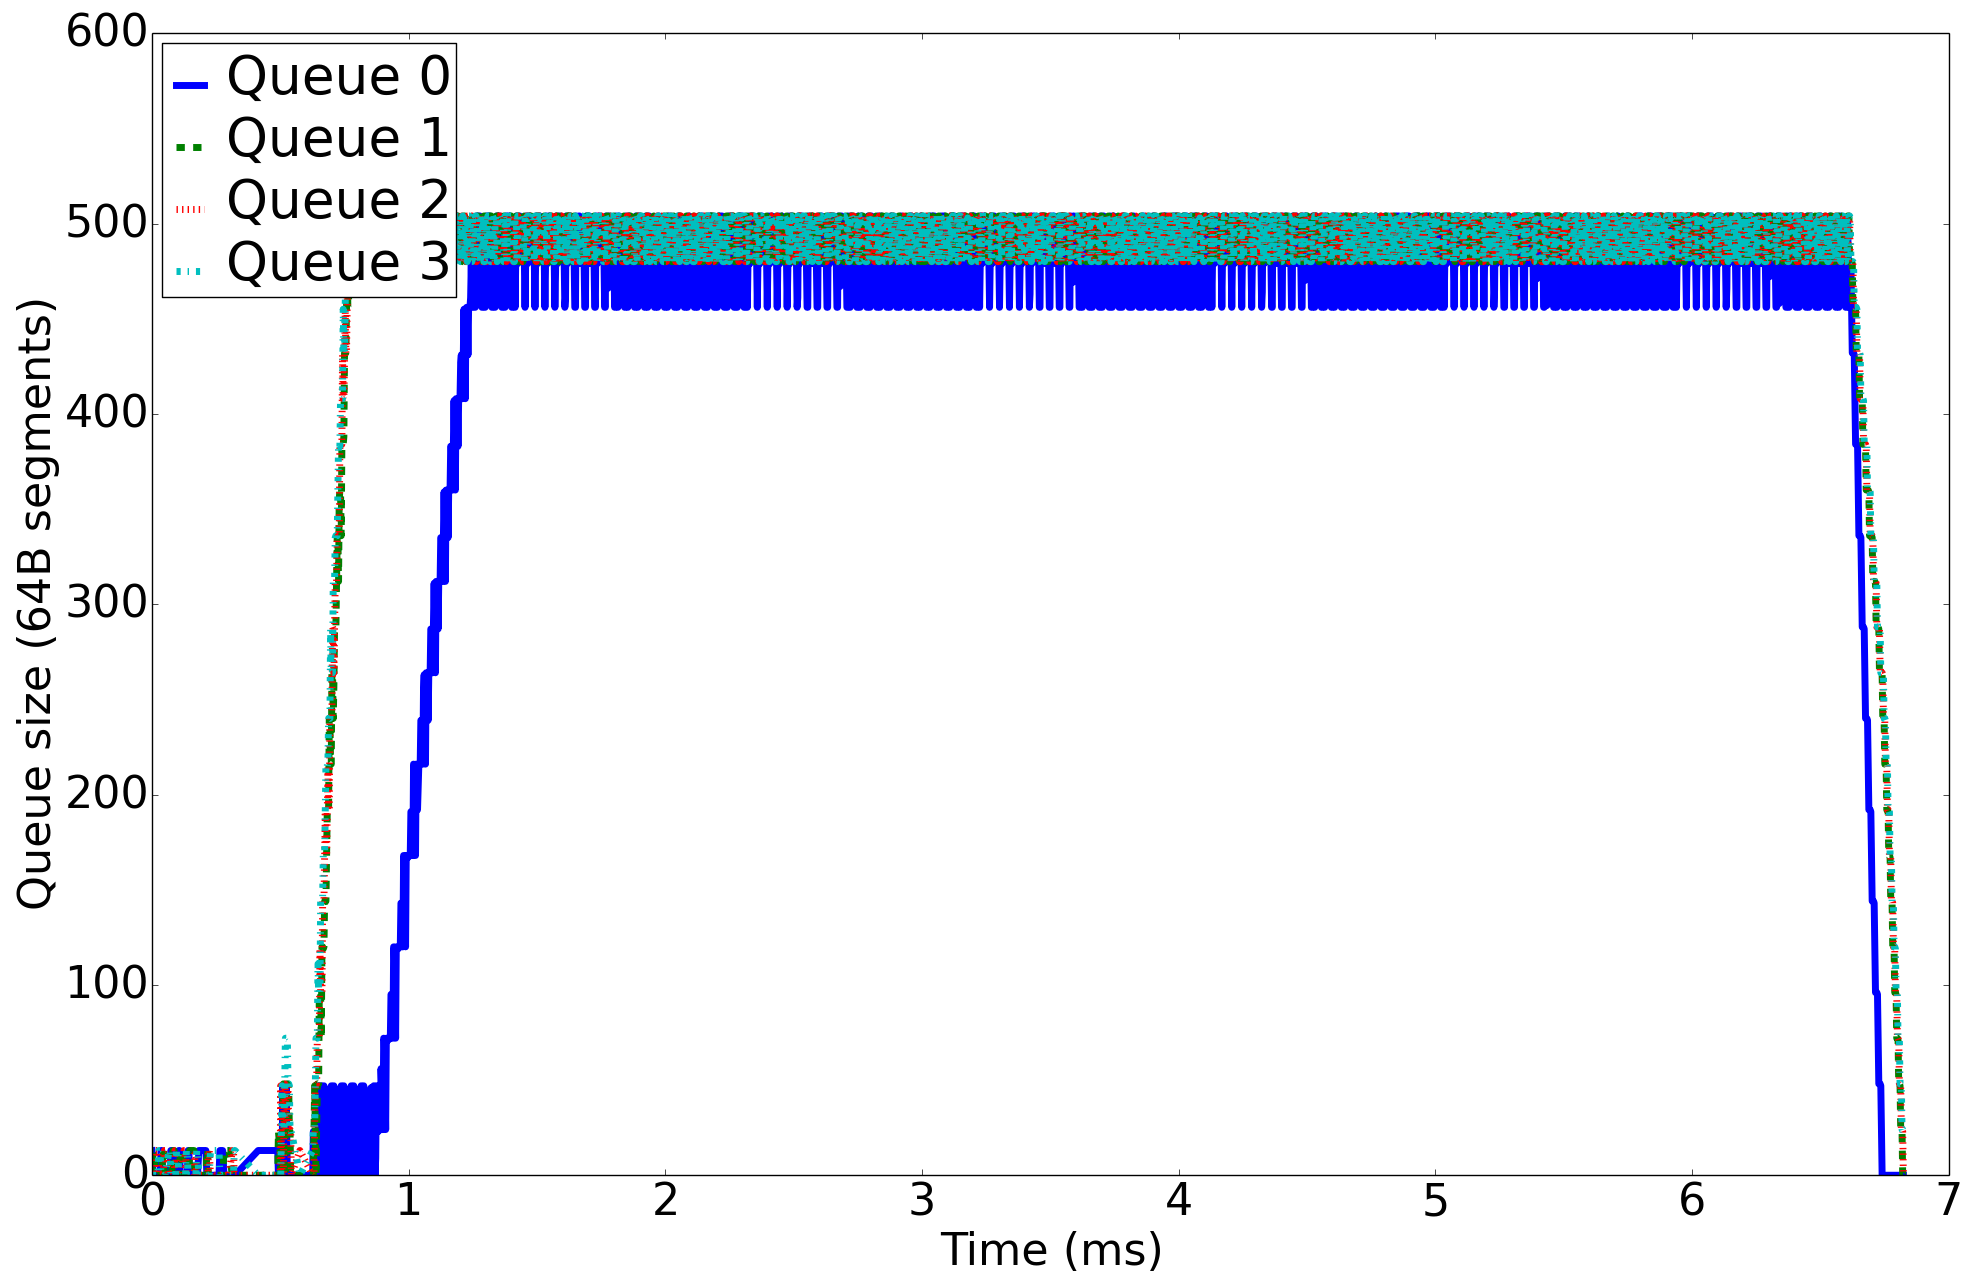 600
500
400
300
200
100
0
Queue size (64B segments)
Queue 0
Queue 1
Queue 2
Queue 3
0 1 2 3 4 5 6 7
Time (ms)